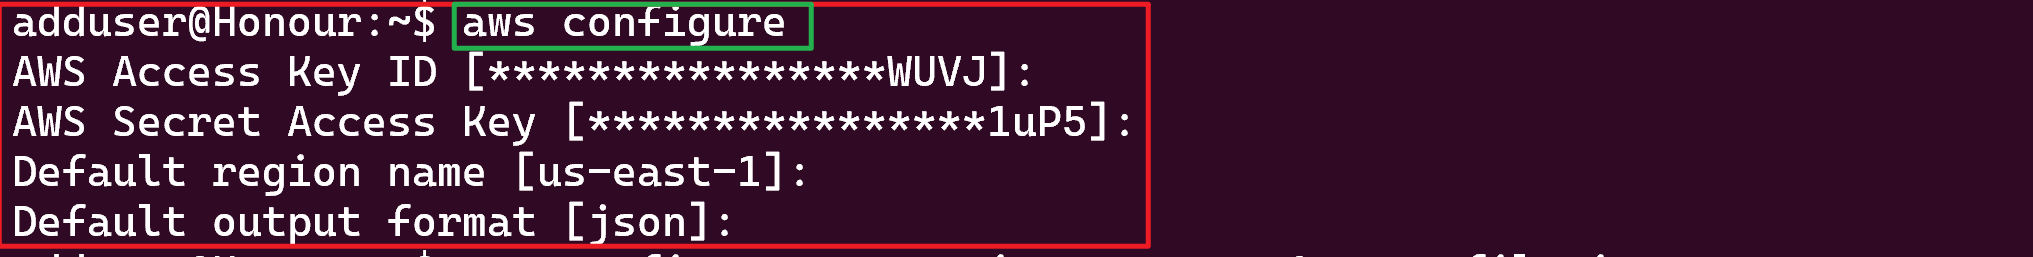 adduser@Honour:~$ aws configure
AWS Access Key ID [****************WUVJ]:
AWS Secret Access Key [****************1uP5]:
Default region name [us-east-1]:
Default output format [json]: